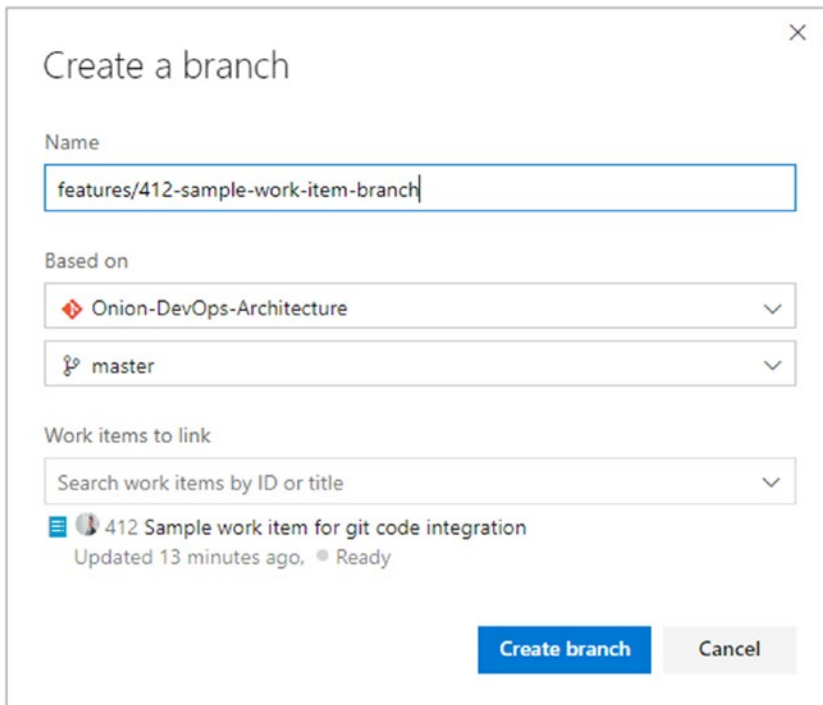 Create a branch
Name
features/412-sample-work-item-branch
Based on
Onion-DevOps-Architecture
master
Work items to link
Search work items by ID or title
412 Sample work item for git code integration
Updated 13 minutes ago, Ready
Create branch Cancel